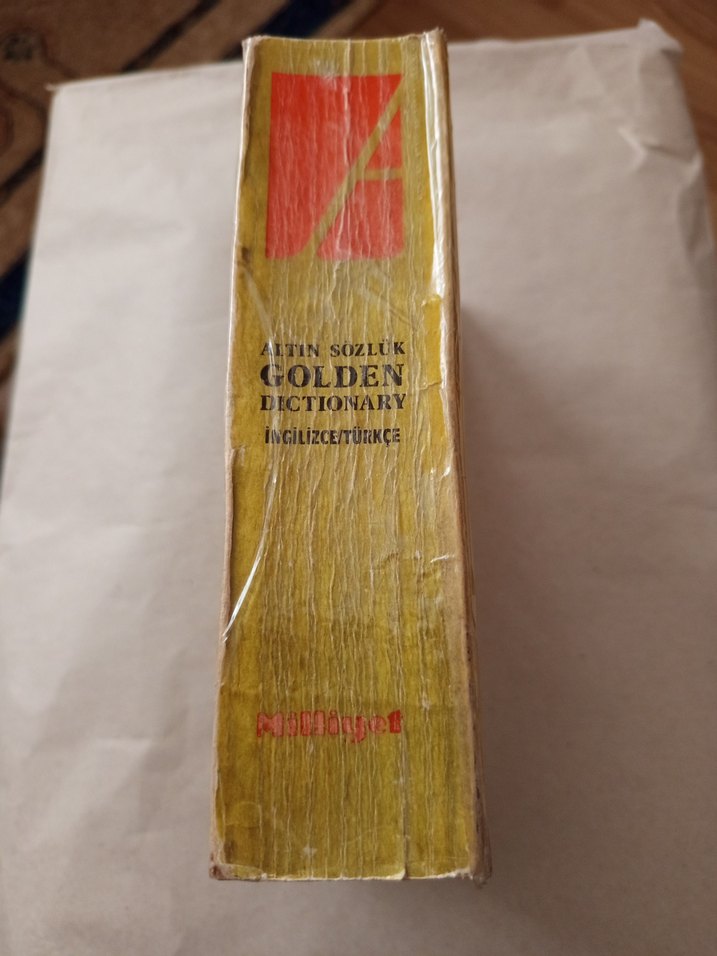 A
ALTIN SÖZLÜK
GOLDEN
DICTIONARY
İNGİLİZCE/TÜRKÇE
Milliyet